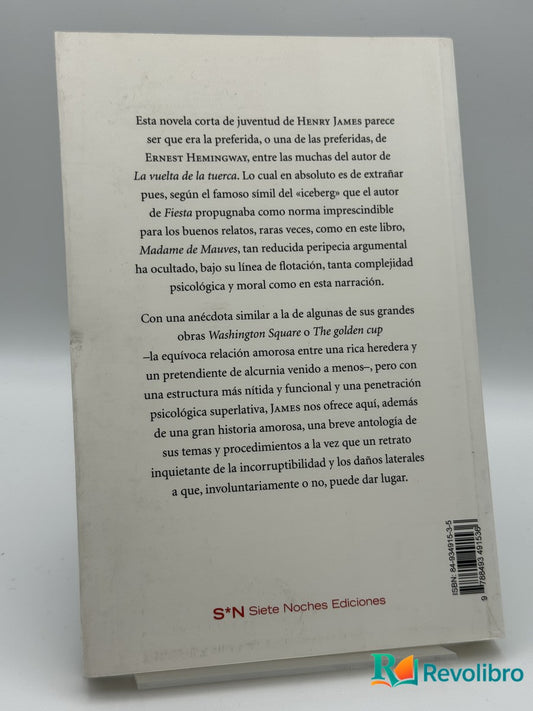 Esta novela corta de juventud de HENRY JAMES parece
ser que era la preferida, o una de las preferidas, de
ERNEST HEMINGWAY, entre las muchas del autor de
La vuelta de la tuerca. Lo cual en absoluto es de extrañar
pues, según el famoso símil del «iceberg» que el autor
de Fiesta propugnaba como norma imprescindible
para los buenos relatos, raras veces, como en este libro,
Madame de Mauves, tan reducida peripecia argumental
ha ocultado, bajo su línea de flotación, tanta complejidad
psicológica y moral como en esta narración.
Con una anécdota similar a la de algunas de sus grandes
obras Washington Square o The golden cup
–la equívoca relación amorosa entre una rica heredera y
un pretendiente de alcurnia venido a menos–, pero con
una estructura más nítida y funcional y una penetración
psicológica superlativa, JAMES nos ofrece aquí, además
de una gran historia amorosa, una breve antología de
sus temas y procedimientos a la vez que un retrato
inquietante de la incorruptibilidad y los daños laterales
a que, involuntariamente o no, puede dar lugar.
ISBN: 84-934915-3-5
9 788493 491536
S*N Siete Noches Ediciones
Revolibro